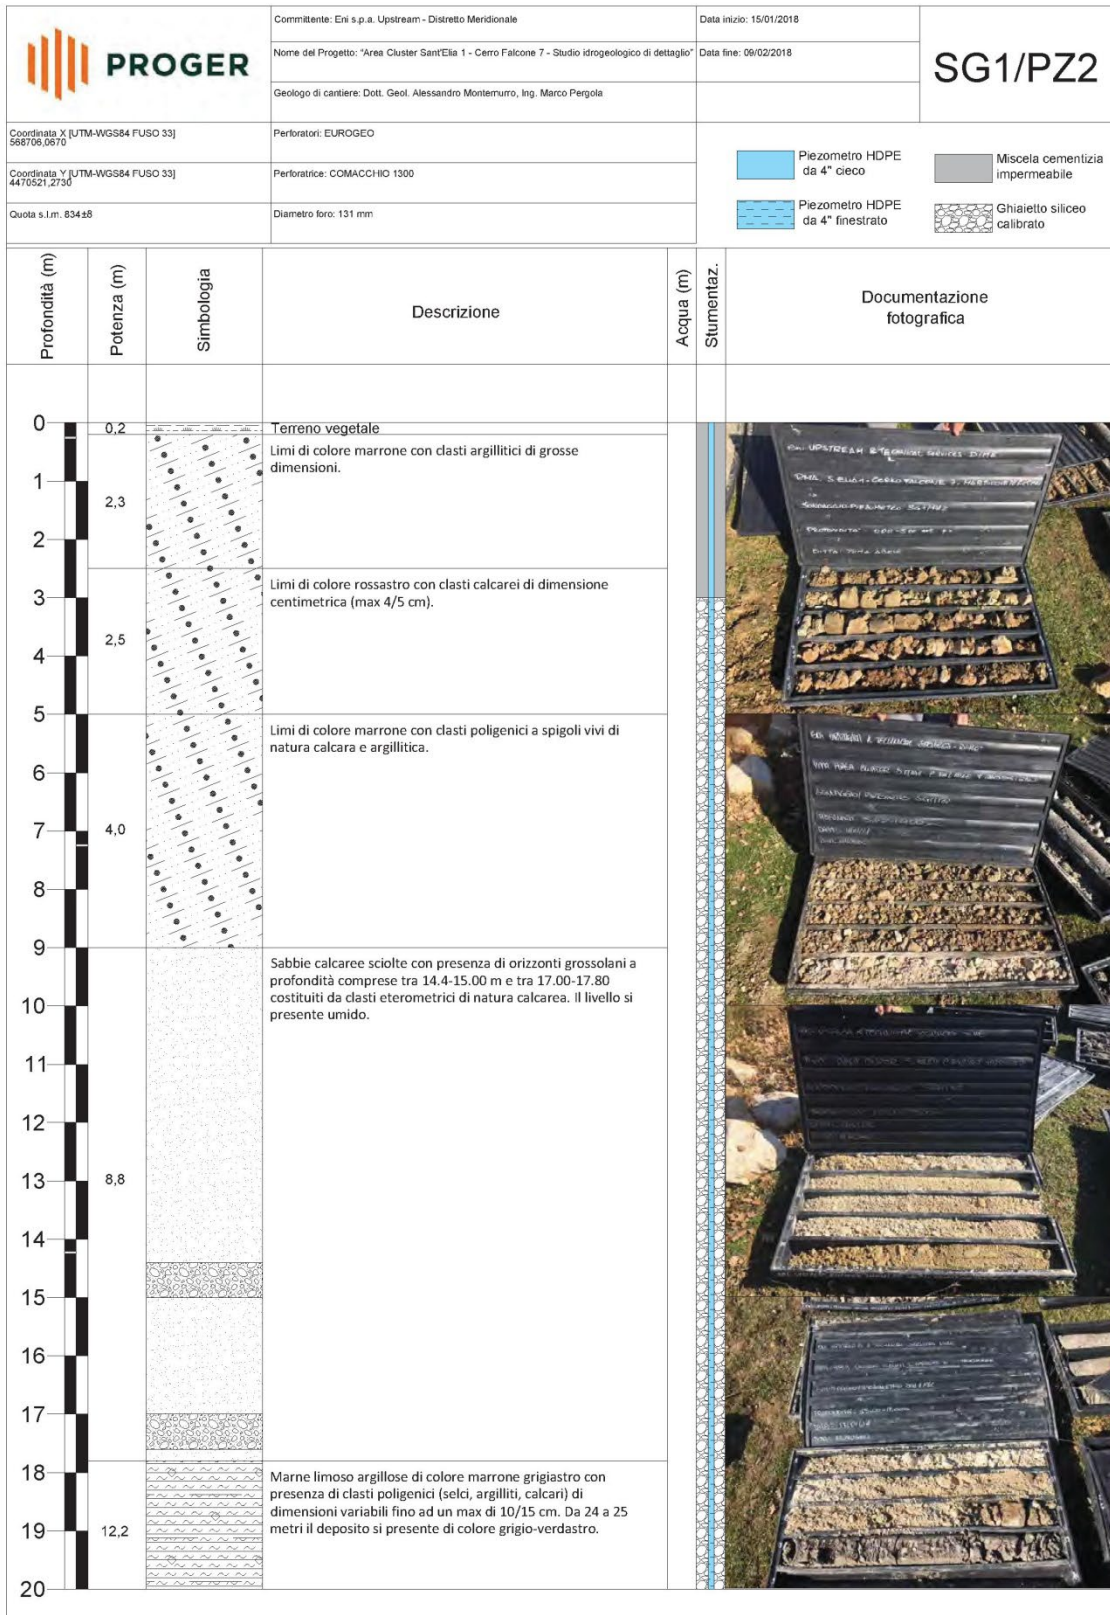 PROGER
Committente: Eni s.p.a. Upstream - Distretto Meridionale
Data inizio: 15/01/2018
SG1/PZ2
Nome del Progetto: "Area Cluster Sant'Elia 1 - Cerro Falcone 7 - Studio idrogeologico di dettaglio"
Data fine: 09/02/2018
Geologo di cantiere: Dott. Geol. Alessandro Montemurro, Ing. Marco Pergola
Coordinata X [UTM-WGS84 FUSO 33]
568706,0670
Perforatori: EUROGEO
Coordinata Y [UTM-WGS84 FUSO 33]
4470521,2730
Perforatrice: COMACCHIO 1300
Quota s.l.m. 834±8
Diametro foro: 131 mm
Piezometro HDPE
da 4" cieco
Miscela cementizia
impermeabile
Piezometro HDPE
da 4" finestrato
Ghiaietto siliceo
calibrato
Profondità (m)
Potenza (m)
Simbologia
Descrizione
Acqua (m)
Stumentaz.
Documentazione
fotografica
0
0,2
Terreno vegetale
Limi di colore marrone con clasti argillitici di grosse
dimensioni.
1
2,3
2
Limi di colore rossastro con clasti calcarei di dimensione
centimetrica (max 4/5 cm).
3
2,5
4
5
Limi di colore marrone con clasti poligenici a spigoli vivi di
natura calcara e argillitica.
6
7
4,0
8
9
Sabbie calcaree sciolte con presenza di orizzonti grossolani a
profondità comprese tra 14.4-15.00 m e tra 17.00-17.80
costituiti da clasti eterometrici di natura calcarea. Il livello si
presente umido.
10
11
12
13
8,8
14
15
16
17
18
Marne limoso argillose di colore marrone grigiastro con
presenza di clasti poligenici (selci, argilliti, calcari) di
dimensioni variabili fino ad un max di 10/15 cm. Da 24 a 25
metri il deposito si presente di colore grigio-verdastro.
19
12,2
20